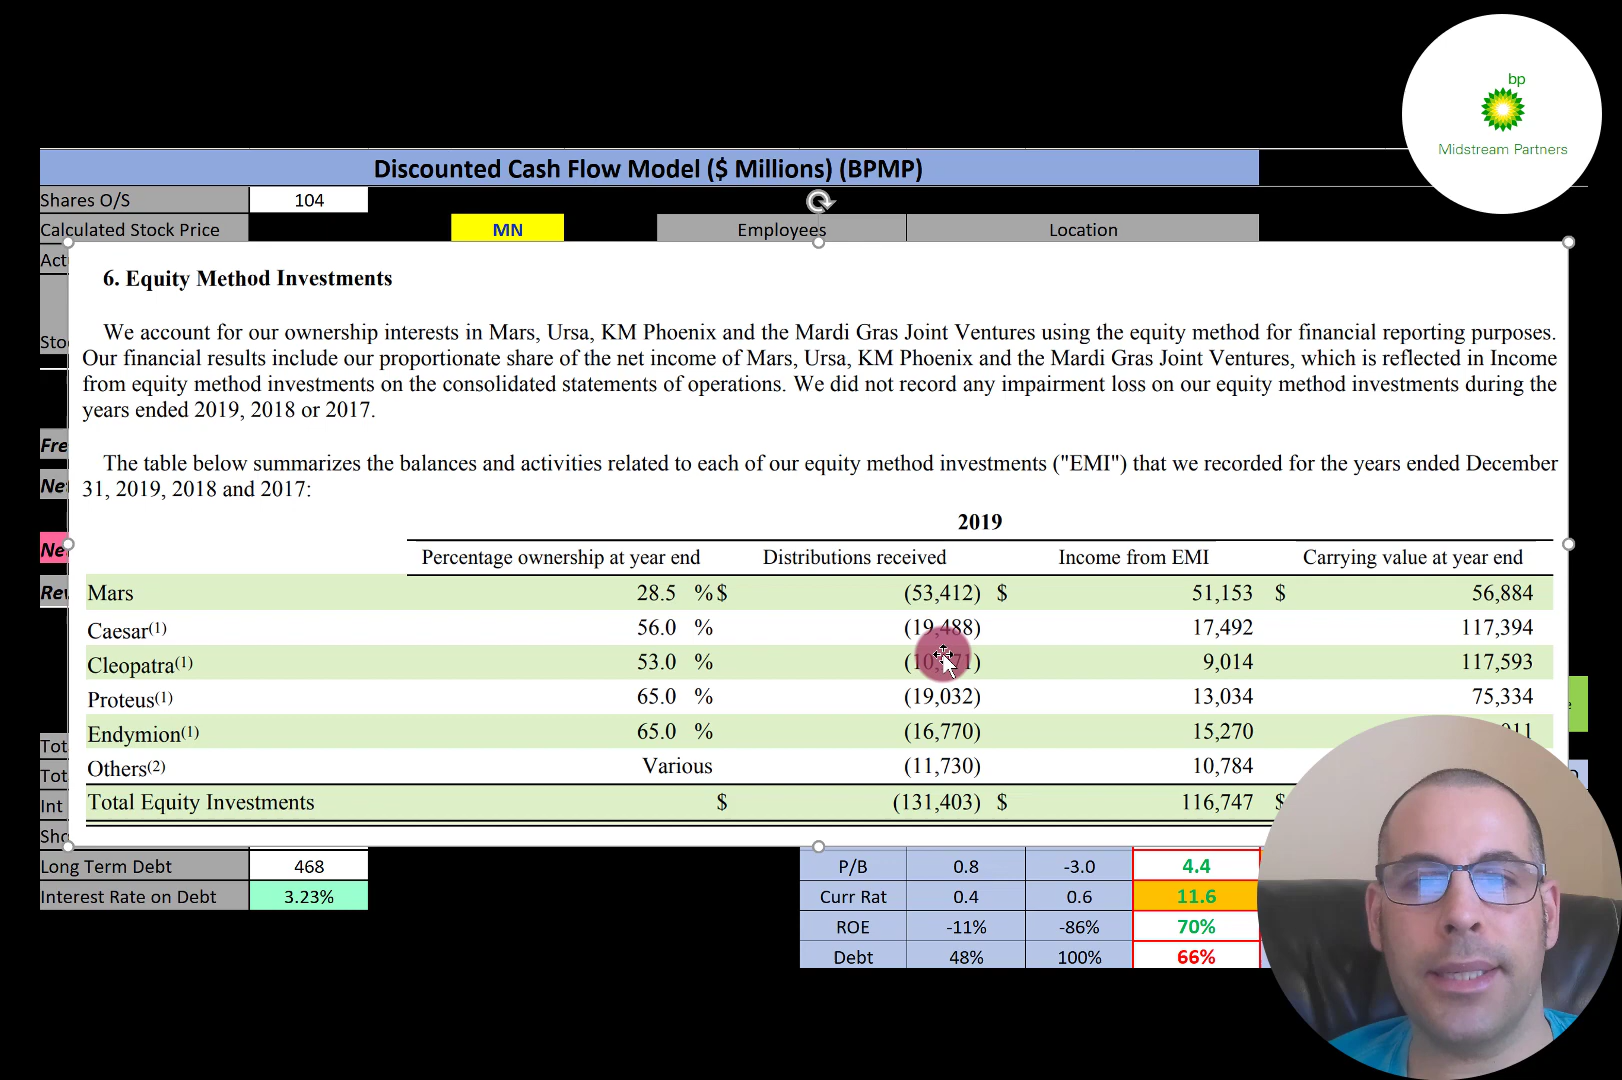 bp
Midstream Partners
Discounted Cash Flow Model ($ Millions) (BPMP)
Shares O/S 104
Calculated Stock Price MN Employees Location
6. Equity Method Investments
We account for our ownership interests in Mars, Ursa, KM Phoenix and the Mardi Gras Joint Ventures using the equity method for financial reporting purposes.
Our financial results include our proportionate share of the net income of Mars, Ursa, KM Phoenix and the Mardi Gras Joint Ventures, which is reflected in Income
from equity method investments on the consolidated statements of operations. We did not record any impairment loss on our equity method investments during the
years ended 2019, 2018 or 2017.
The table below summarizes the balances and activities related to each of our equity method investments ("EMI") that we recorded for the years ended December
31, 2019, 2018 and 2017:
2019
Percentage ownership at year end Distributions received Income from EMI Carrying value at year end
Mars 28.5 % $ (53,412) $ 51,153 $ 56,884
Caesar(1) 56.0 % (19,488) 17,492 117,394
Cleopatra(1) 53.0 % 9,014 117,593
Proteus(1) 65.0 % (19,032) 13,034 75,334
Endymion(1) 65.0 % (16,770) 15,270
Others(2) Various (11,730) 10,784
Total Equity Investments $ (131,403) $ 116,747 $
Int
Long Term Debt 468 P/B 0.8 -3.0 4.4
Interest Rate on Debt 3.23% Curr Rat 0.4 0.6 11.6
ROE -11% -86% 70%
Debt 48% 100% 66%